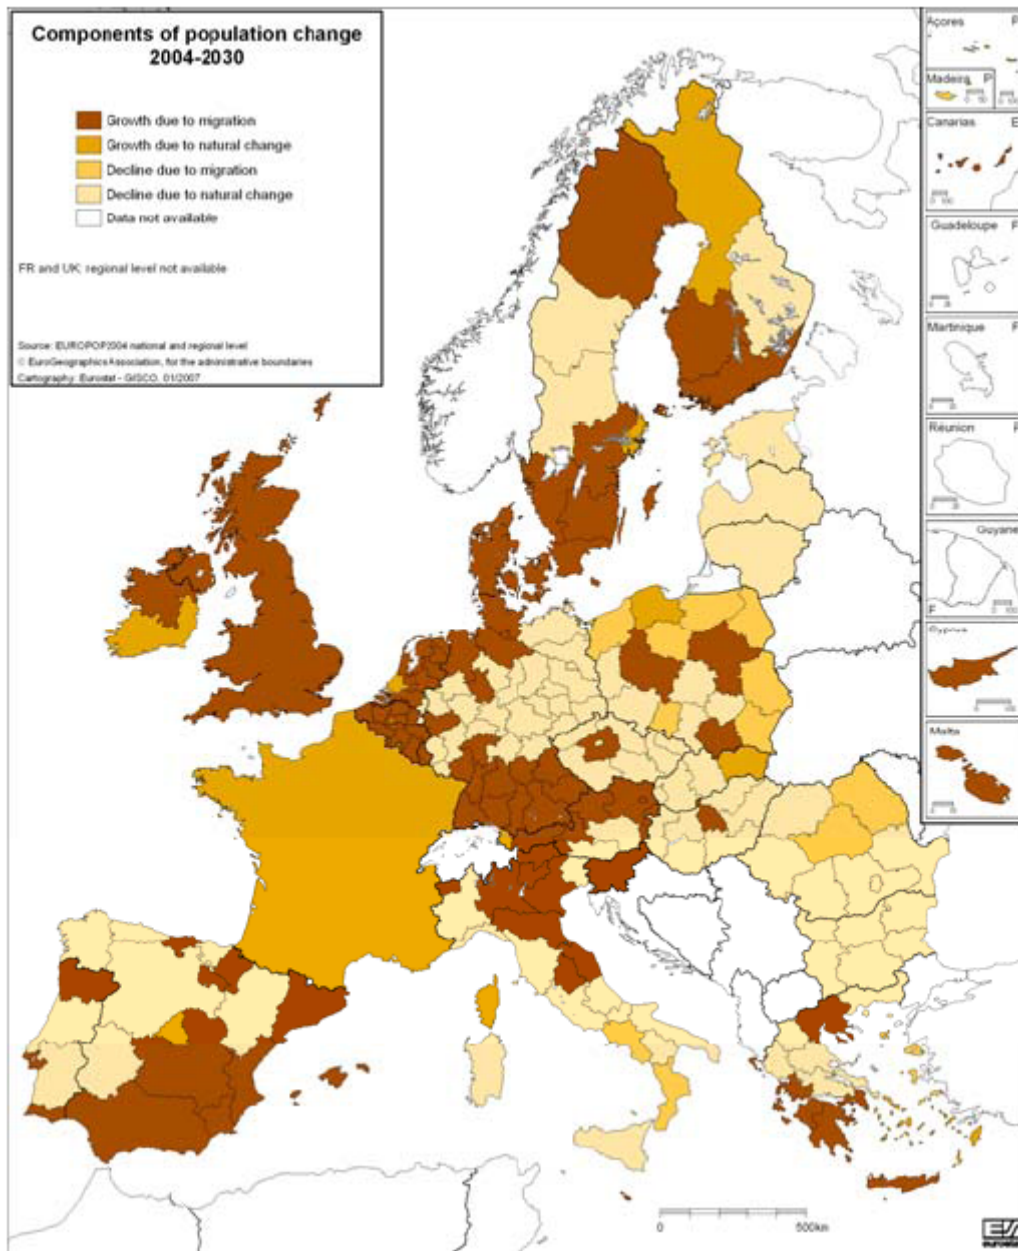 Components of population change
2004-2030
Growth due to migration
Growth due to natural change
Decline due to migration
Decline due to natural change
Data not available
FR and UK: regional level not available
Source: EUROPOP2004 national and regional level
© EuroGeographics Association, for the administrative boundaries
Cartography: Eurostat - GISCO, 01/2007
Açores P
Madeira P
Canarias E
0 100
Guadeloupe F
Martinique F
Réunion F
Guyane
F
Malta
0 500km
eurostat